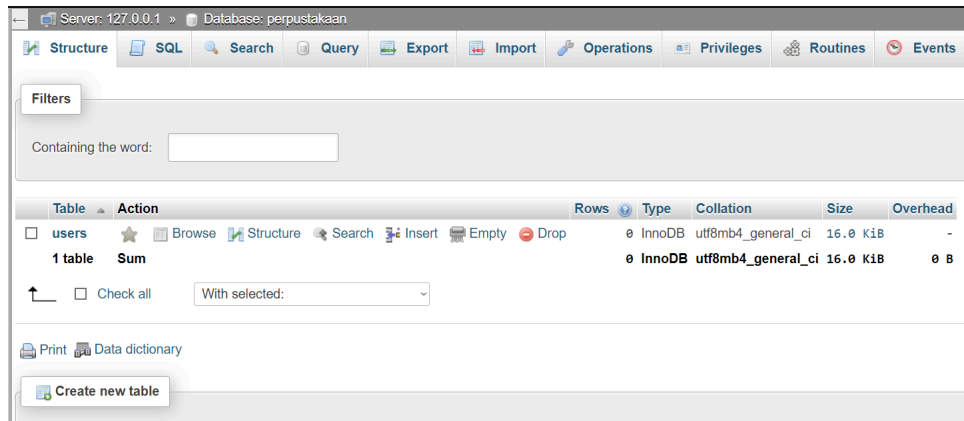 Server: 127.0.0.1 » Database: perpustakaan
Structure SQL Search Query Export Import Operations Privileges Routines Events
Filters
Containing the word:
Table Action Rows Type Collation Size Overhead
users Browse Structure Search Insert Empty Drop 0 InnoDB utf8mb4_general_ci 16.0 KiB -
1 table Sum 0 InnoDB utf8mb4_general_ci 16.0 KiB 0 B
Check all With selected:
Print Data dictionary
Create new table